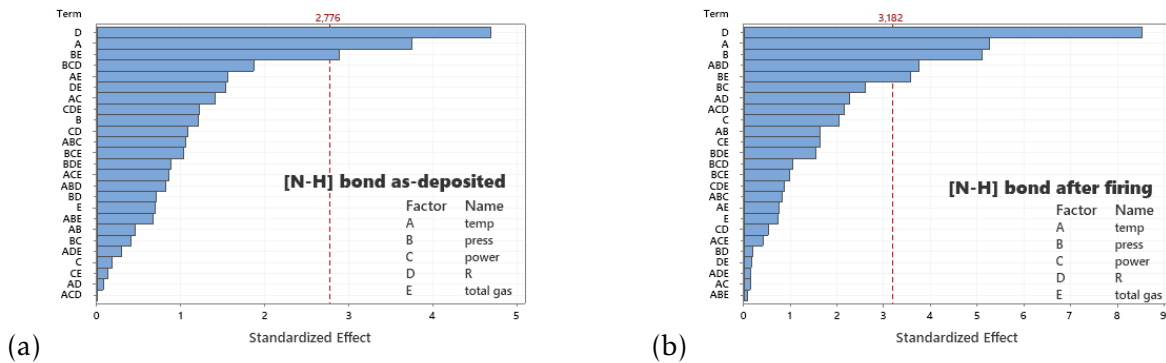 Term
2,776
D
A
BE
BCD
AE
DE
AC
CDE
B
CD
ABC
BCE
BDE
ACE
ABD
BD
E
ABE
AB
BC
ADE
C
CE
AD
ACD
[N-H] bond as-deposited
Factor Name
A temp
B press
C power
D R
E total gas
0 1 2 3 4 5
Standardized Effect
(a)
Term
3,182
D
A
B
ABD
BE
BC
AD
ACD
C
AB
CE
BDE
BCD
BCE
CDE
ABC
AE
E
CD
ACE
BD
DE
ADE
AC
ABE
[N-H] bond after firing
Factor Name
A temp
B press
C power
D R
E total gas
0 1 2 3 4 5 6 7 8 9
Standardized Effect
(b)